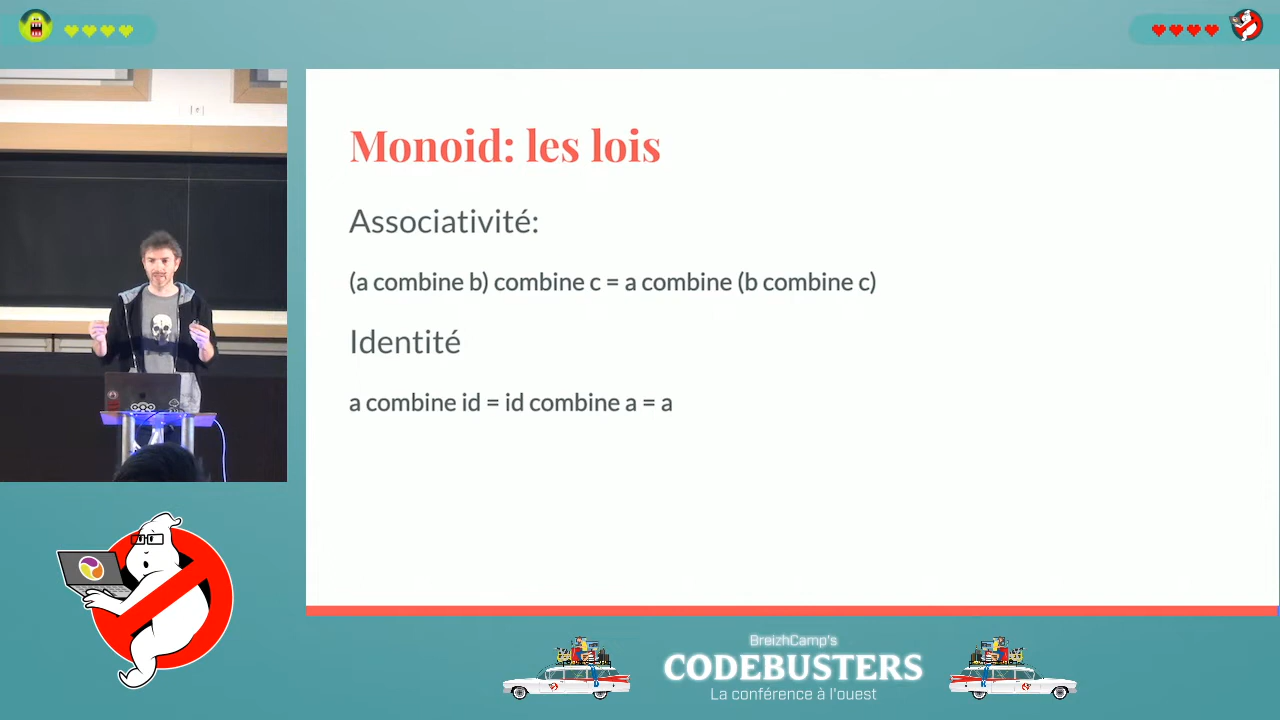 Monoid: les lois
Associativité:
(a combine b) combine c = a combine (b combine c)
Identité
a combine id = id combine a = a
BreizhCamp's
CODEBUSTERS
La conférence à l'ouest